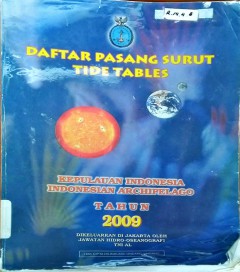 DAFTAR PASANG SURUT
TIDE TABLES
KEPULAUAN INDONESIA
INDONESIAN ARCHIPELAGO
TAHUN
2009
DIKELUARKAN DI JAKARTA OLEH
JAWATAN HIDRO-OSEANOGRAFI
TNI AL